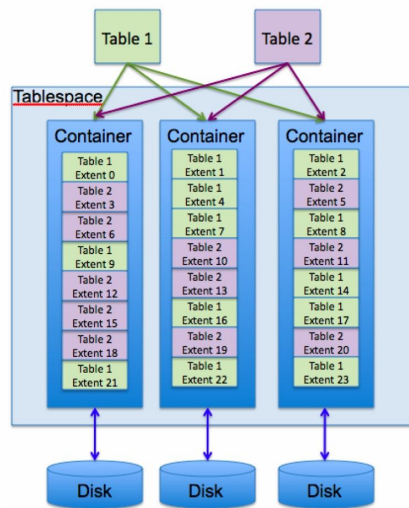 Table 1
Table 2
Tablespace
Container
Table 1
Extent 0
Table 2
Extent 3
Table 2
Extent 6
Table 1
Extent 9
Table 2
Extent 12
Table 2
Extent 15
Table 2
Extent 18
Table 1
Extent 21
Container
Table 1
Extent 1
Table 1
Extent 4
Table 1
Extent 7
Table 2
Extent 10
Table 2
Extent 13
Table 1
Extent 16
Table 2
Extent 19
Table 1
Extent 22
Container
Table 1
Extent 2
Table 2
Extent 5
Table 1
Extent 8
Table 2
Extent 11
Table 1
Extent 14
Table 1
Extent 17
Table 2
Extent 20
Table 1
Extent 23
Disk
Disk
Disk